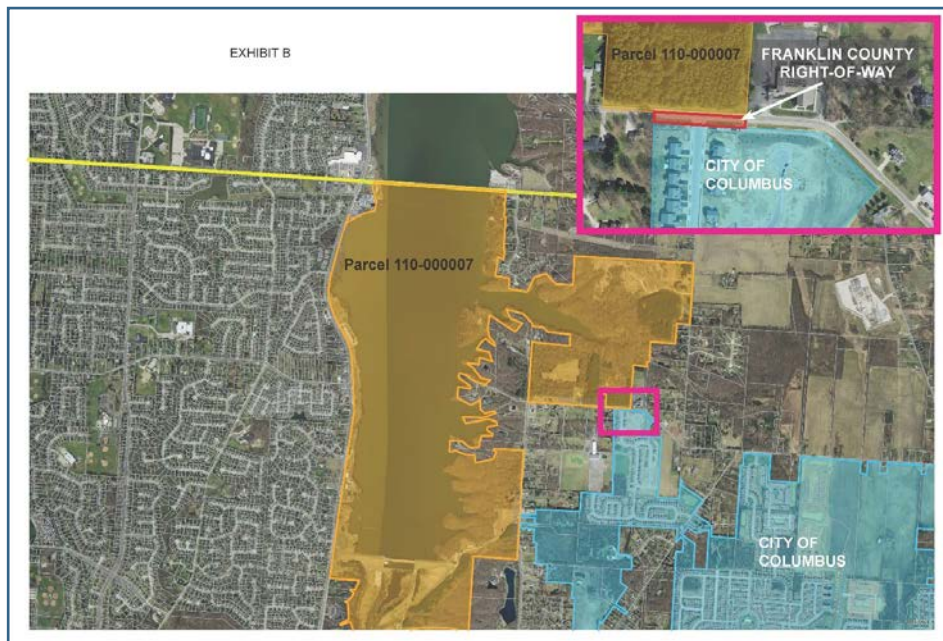 EXHIBIT B
Parcel 110-000007
FRANKLIN COUNTY
RIGHT-OF-WAY
CITY OF
COLUMBUS
Parcel 110-000007
CITY OF
COLUMBUS